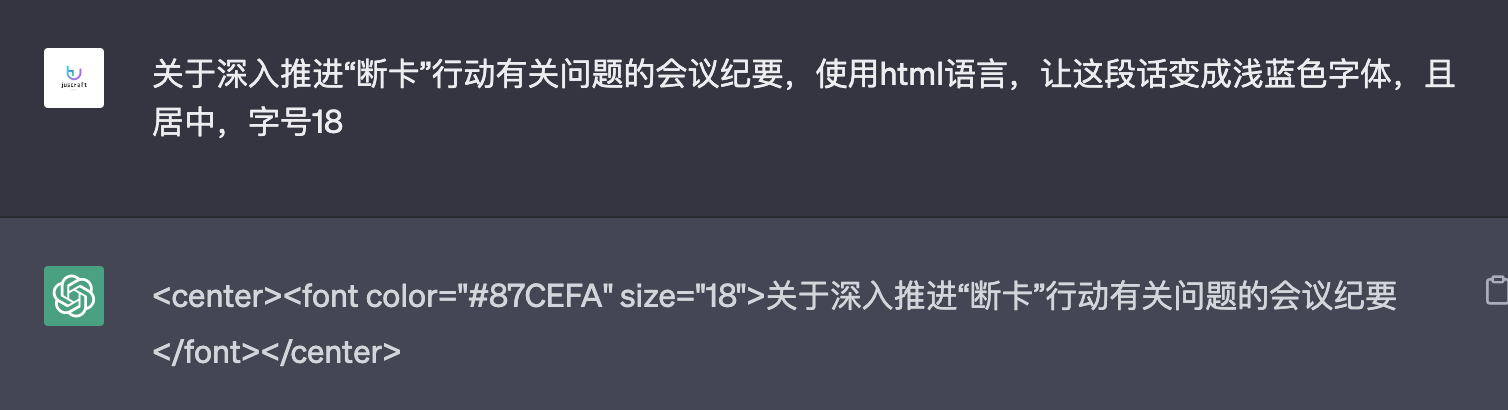 关于深入推进“断卡”行动有关问题的会议纪要，使用html语言，让这段话变成浅蓝色字体，且
居中，字号18
juscraft
<center><font color="#87CEFA" size="18">关于深入推进“断卡”行动有关问题的会议纪要
</font></center>